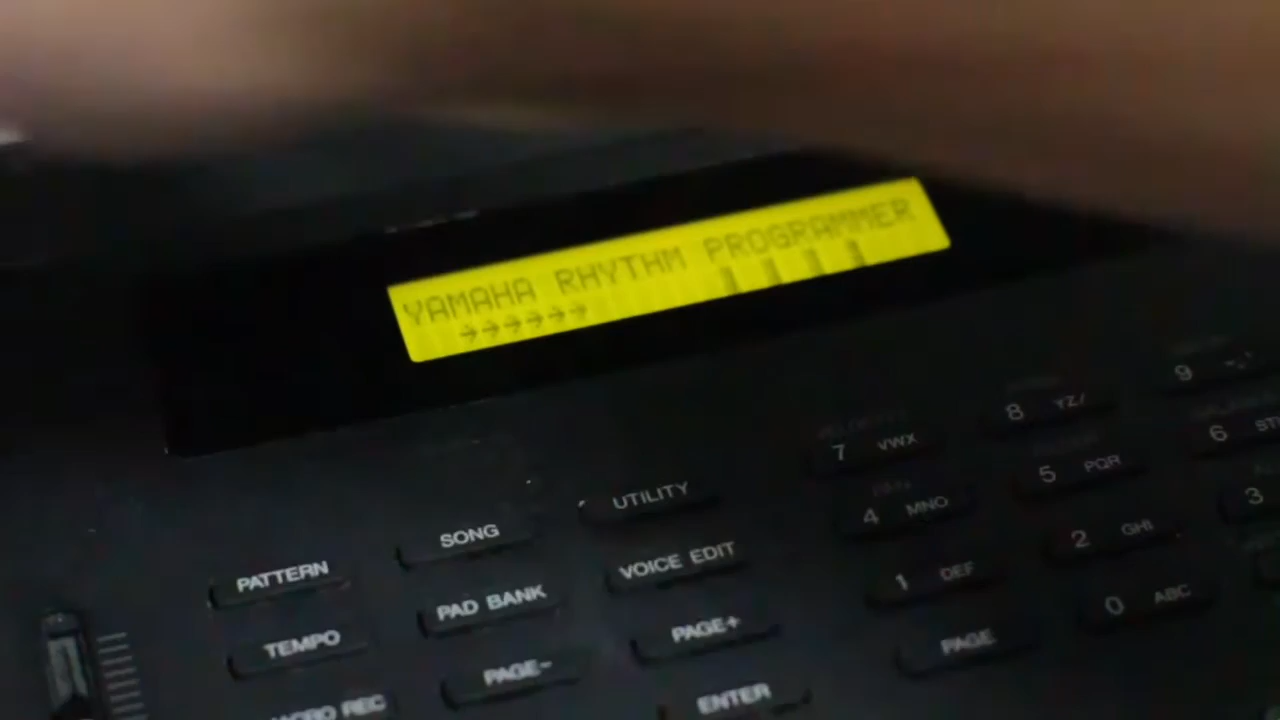 YAMAHA RHYTHM PROGRAMMER
→→→→→→
9
8 YZ/
7 VWX
6
5 PQR
4 MNO
3
2 GHI
1 DEF
0 ABC
UTILITY
SONG
PATTERN
VOICE EDIT
PAD BANK
TEMPO
PAGE+
PAGE-
PAGE
ENTER
REC